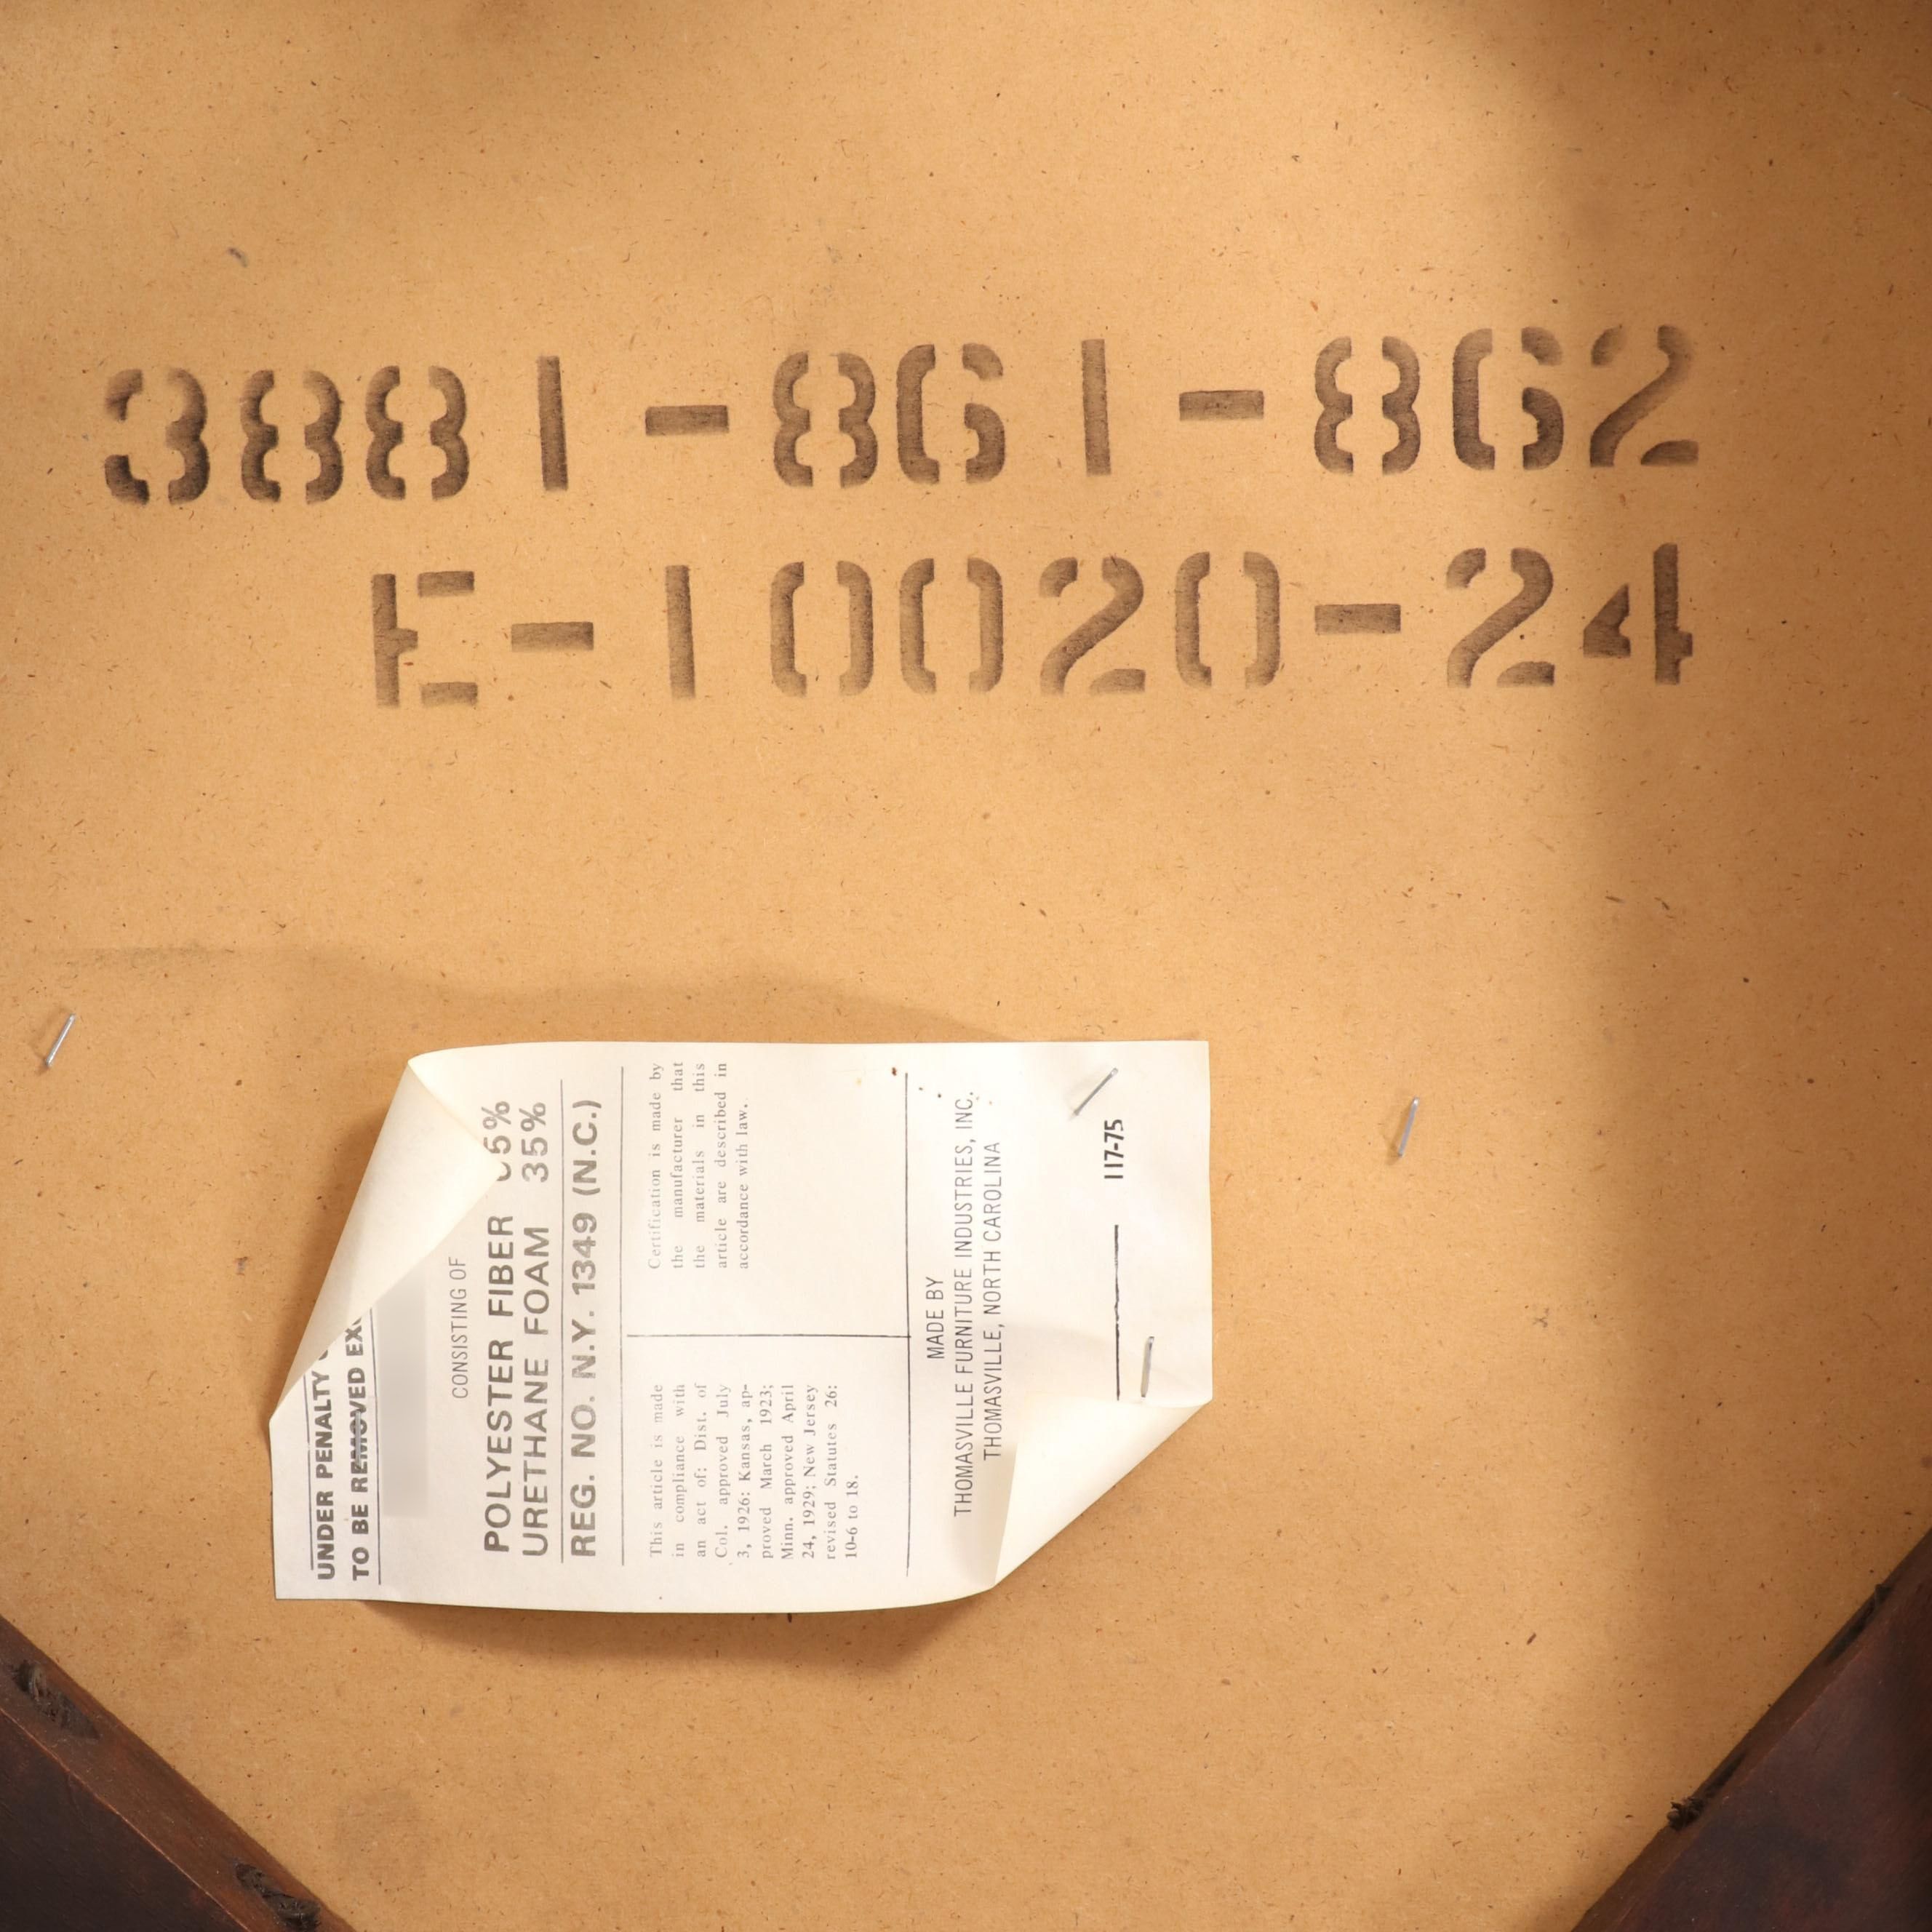 3881-861-862
E-10020-24
UNDER PENALTY
TO BE REMOVED
CONSISTING OF
POLYESTER FIBER
URETHANE FOAM 35%
REG. NO. N.Y. 1349 (N.C.)
This article is made
in compliance with
an act of: Dist. of
Col. approved July
3, 1926: Kansas, ap-
proved March 1923;
Minn. approved April
24, 1929; New Jersey
revised Statutes 26:
10-6 to 18.
Certification is made by
the manufacturer that
the materials in this
article are described in
accordance with law.
MADE BY
THOMASVILLE FURNITURE INDUSTRIES, INC.
THOMASVILLE, NORTH CAROLINA
117-75